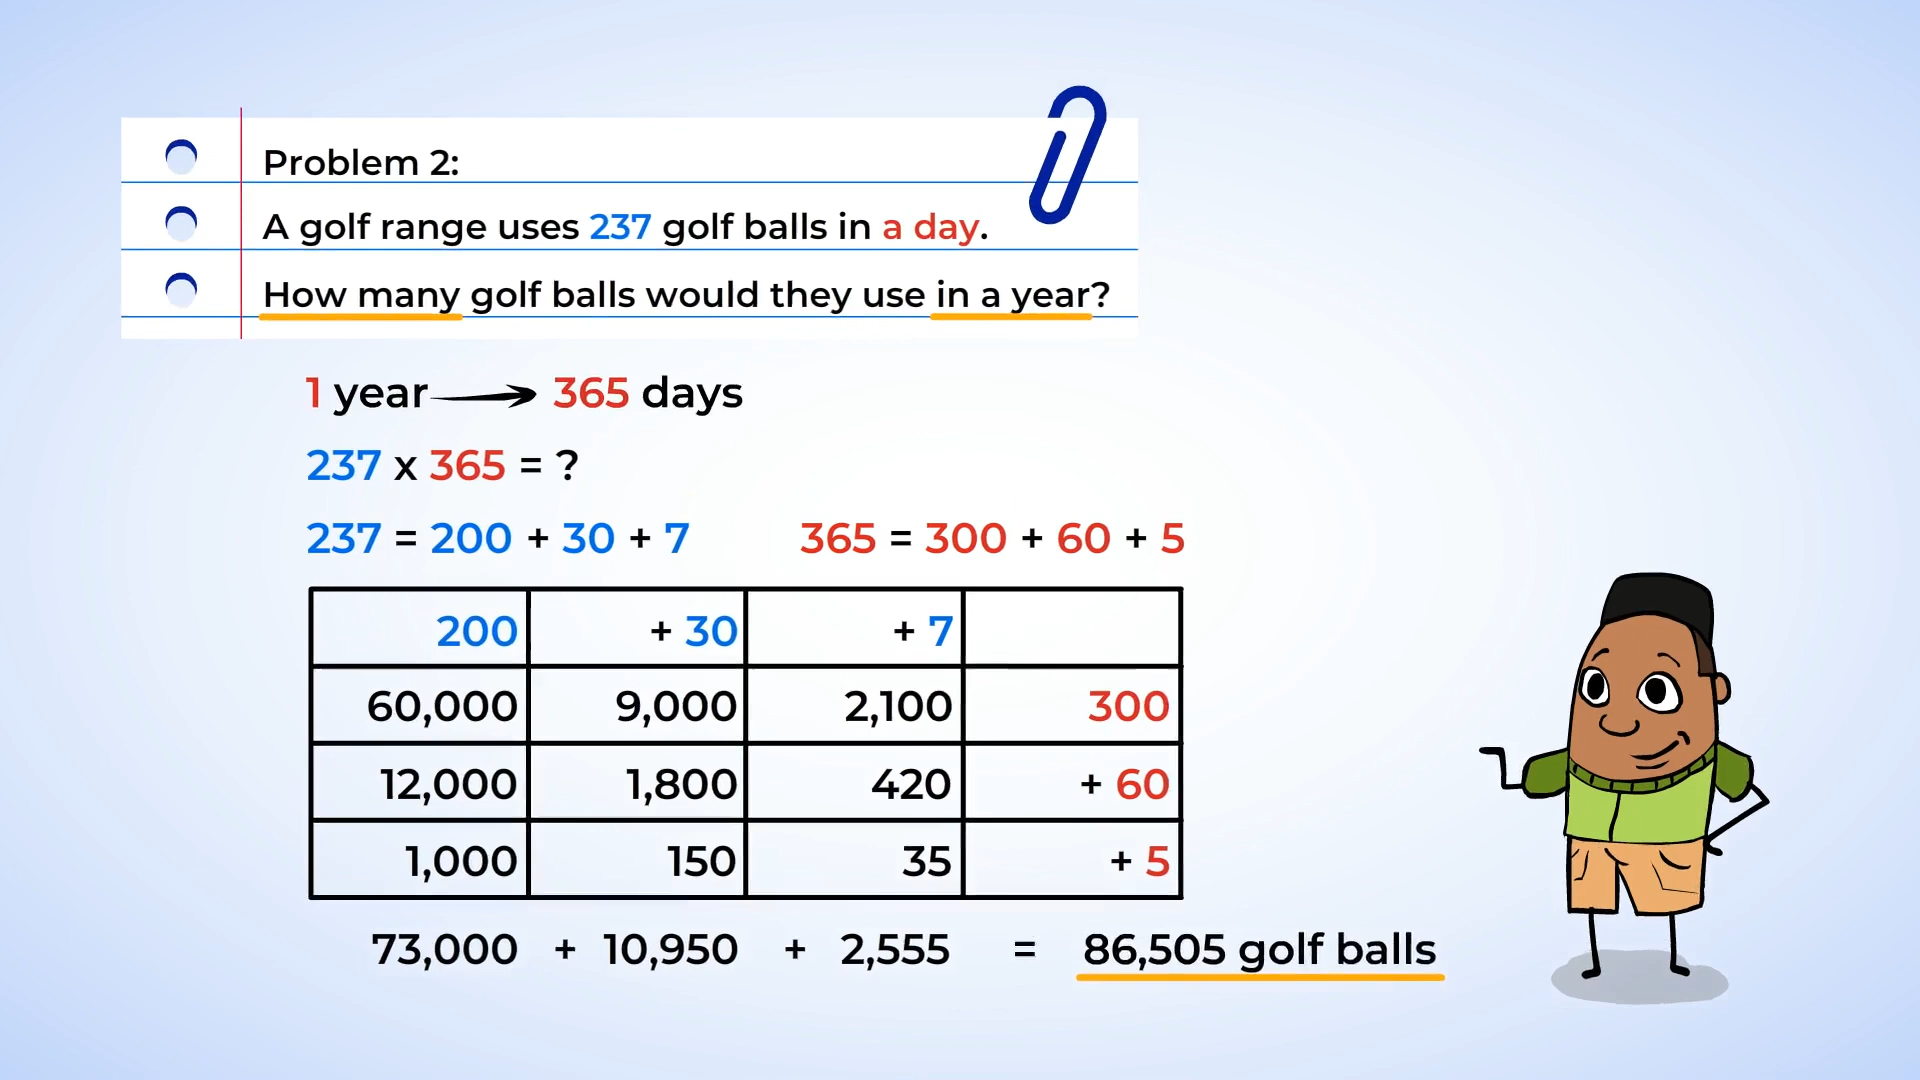 Problem 2:
A golf range uses 237 golf balls in a day.
How many golf balls would they use in a year?
1 year → 365 days
237 x 365 = ?
237 = 200 + 30 + 7 365 = 300 + 60 + 5
200 + 30 + 7
60,000 9,000 2,100 300
12,000 1,800 420 + 60
1,000 150 35 + 5
73,000 + 10,950 + 2,555 = 86,505 golf balls